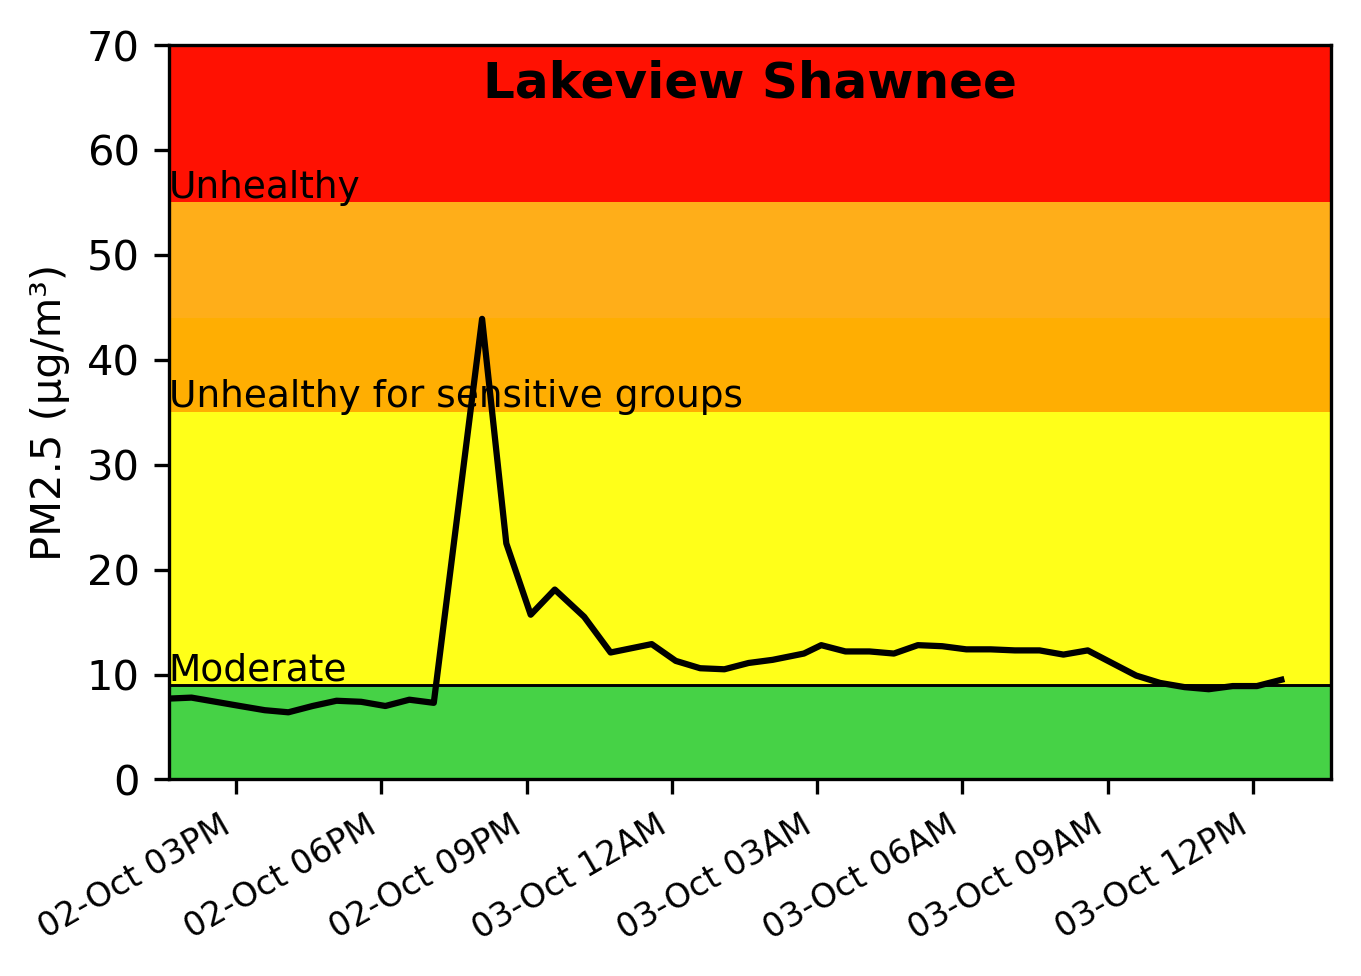 Lakeview Shawnee
PM2.5 (µg/m³)
70
60
50
40
30
20
10
0
Unhealthy
Unhealthy for sensitive groups
Moderate
02-Oct 03PM
02-Oct 06PM
02-Oct 09PM
03-Oct 12AM
03-Oct 03AM
03-Oct 06AM
03-Oct 09AM
03-Oct 12PM